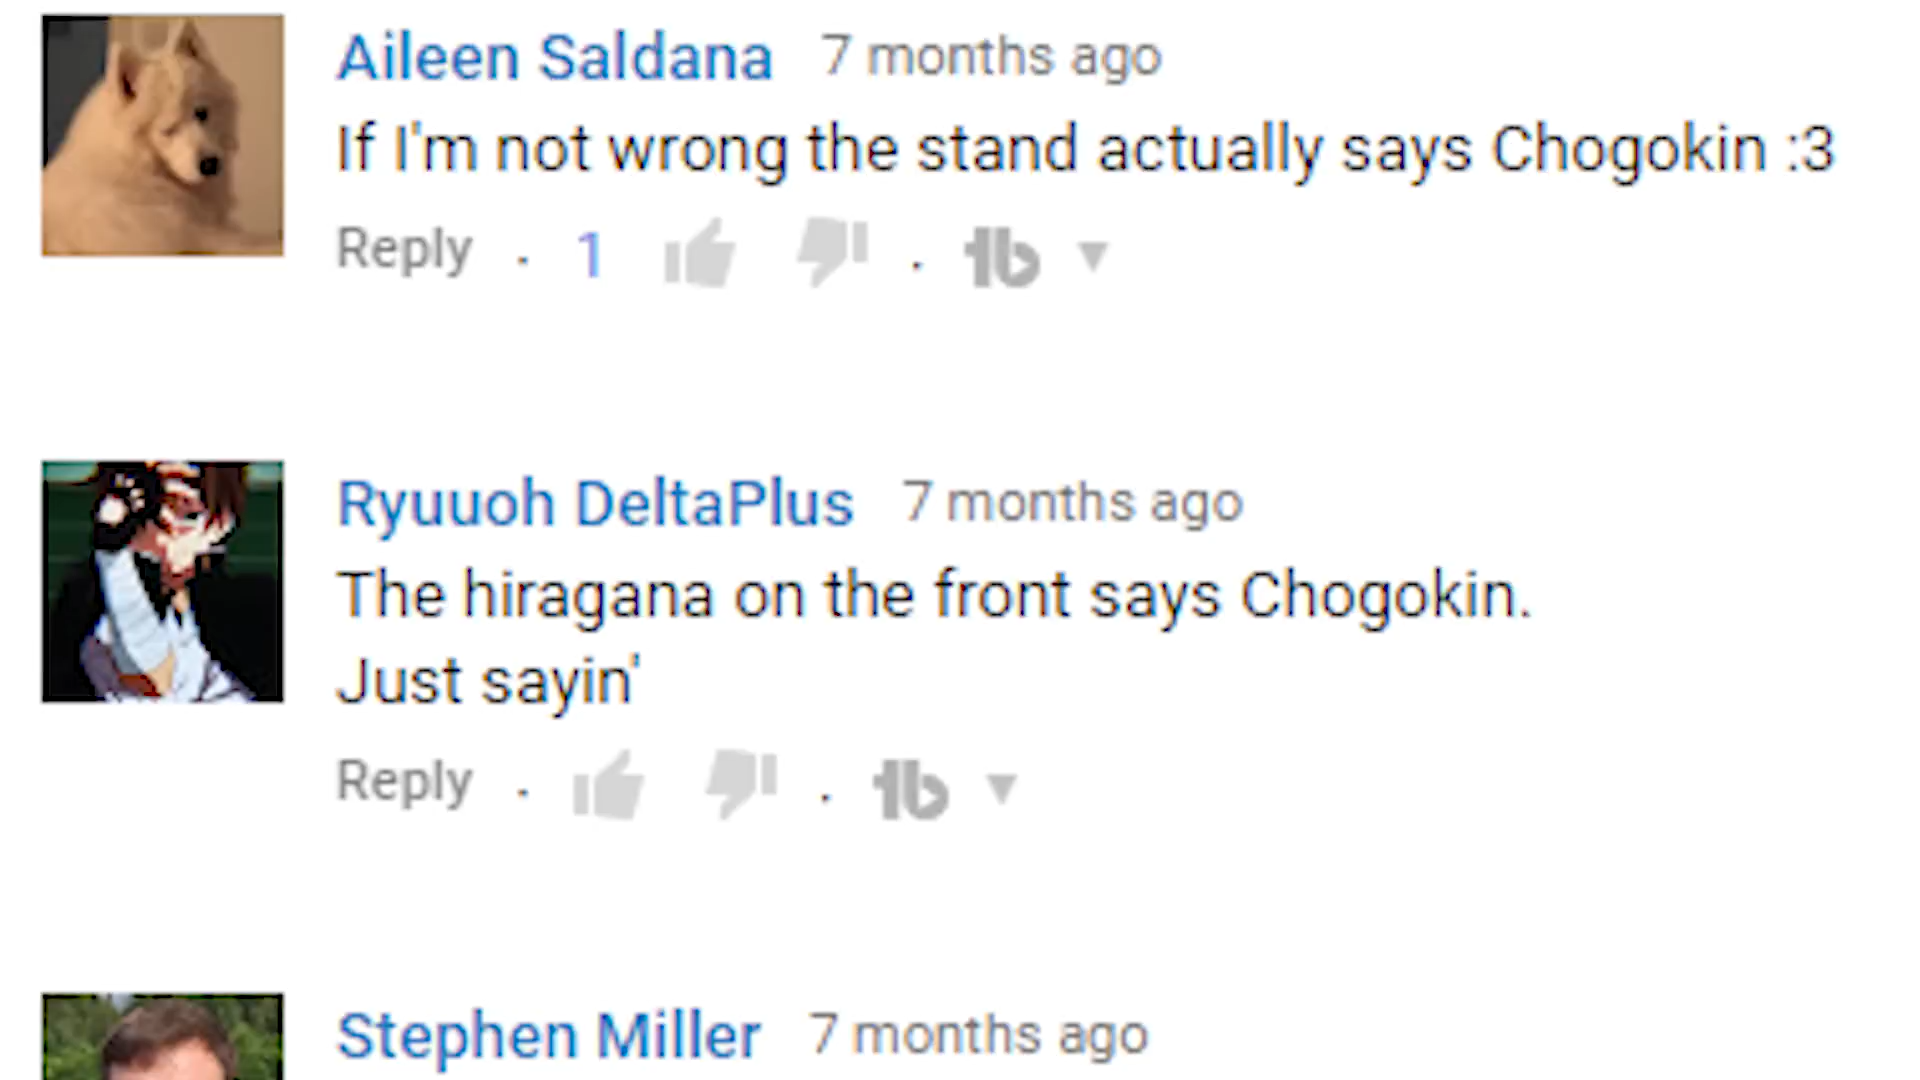 Aileen Saldana 7 months ago
If I'm not wrong the stand actually says Chogokin :3
Reply · 1
Ryuuoh DeltaPlus 7 months ago
The hiragana on the front says Chogokin.
Just sayin'
Reply ·
Stephen Miller 7 months ago